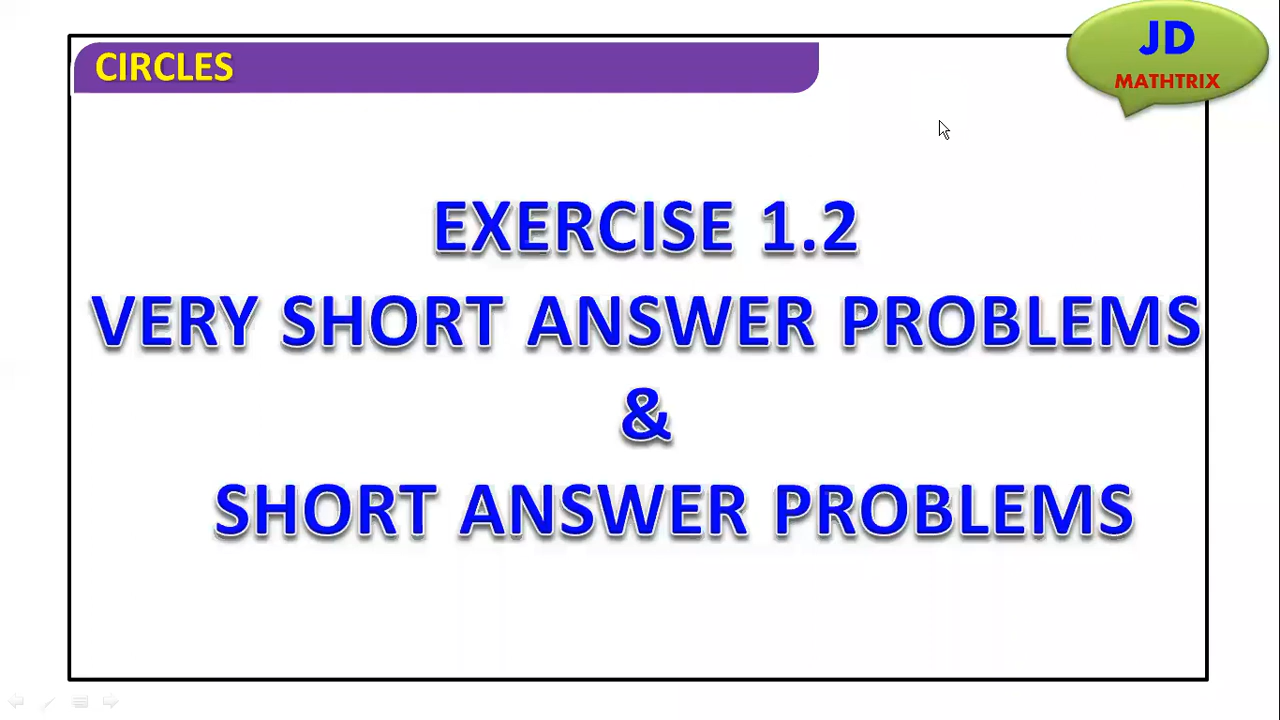 CIRCLES
JD
MATHTRIX
EXERCISE 1.2
VERY SHORT ANSWER PROBLEMS
&
SHORT ANSWER PROBLEMS